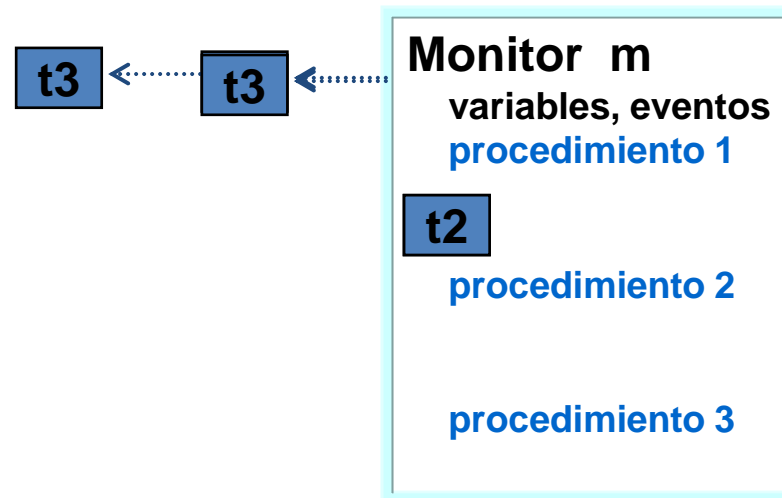 Monitor m
t3
t3
variables, eventos
procedimiento 1
t2
procedimiento 2
procedimiento 3